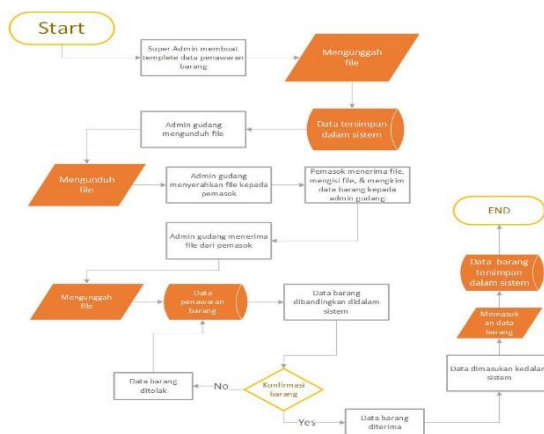 Start
Super Admin membuat
templete data penawaran
barang
Mengunggah
file
Admin gudang
mengunduh file
Data tersimpan
dalam sistem
Mengunduh
file
Admin gudang
menyerahkan file kepada
pemasok
Pemasok menerima file,
mengisi file, & mengirim
data barang kepada
admin gudang
Admin gudang menerima
file dari pemasok
Mengunggah
file
Data
penawaran
barang
Data barang
dibandingkan didalam
sistem
Data barang
ditolak
No
Konfirmasi
barang
Yes
Data barang
diterima
Data dimasukan kedalam
sistem
Memasuk
an data
barang
Data barang
tersimpan
dalam sistem
END